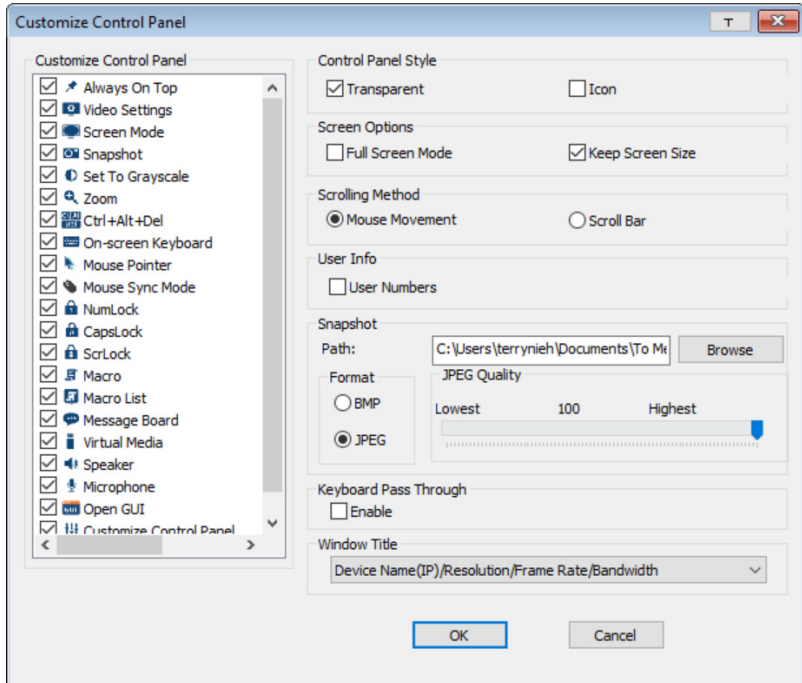 Customize Control Panel
Customize Control Panel
Always On Top
Video Settings
Screen Mode
Snapshot
Set To Grayscale
Zoom
Ctrl+Alt+Del
On-screen Keyboard
Mouse Pointer
Mouse Sync Mode
NumLock
CapsLock
ScrLock
Macro
Macro List
Message Board
Virtual Media
Speaker
Microphone
Open GUI
Customize Control Panel
Control Panel Style
Transparent
Icon
Screen Options
Full Screen Mode
Keep Screen Size
Scrolling Method
Mouse Movement
Scroll Bar
User Info
User Numbers
Snapshot
Path:
C:\Users\terrynieh\Documents\To Me
Browse
Format
BMP
JPEG
JPEG Quality
Lowest 100 Highest
Keyboard Pass Through
Enable
Window Title
Device Name(IP)/Resolution/Frame Rate/Bandwidth
OK
Cancel